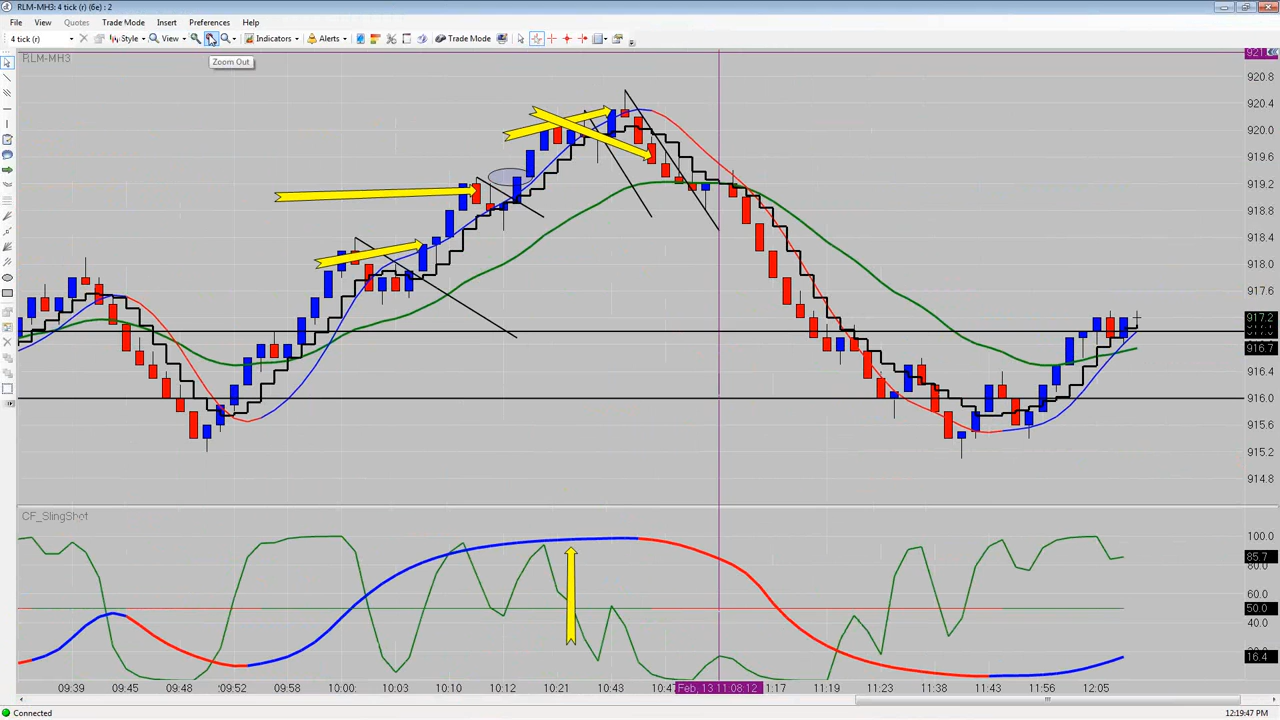 RLM-MH3: 4 tick (r) (6e) : 2
File View Quotes Trade Mode Insert Preferences Help
4 tick (r) Style View Indicators Alerts Trade Mode
Zoom Out
RLM-MH3
921
920.8
920.0
919.6
919.2
918.4
918.0
917.6
917.2
916.7
916.4
916.0
915.6
915.2
914.8
CF_SlingShot
100.0
85.7
80.0
60.0
50.0
40.0
16.4
09:39 09:45 09:48 09:52 09:58 10:00 10:03 10:10 10:12 10:21 10:43 10:4 Feb, 13 11:08:12 1:17 11:19 11:23 11:38 11:43 11:56 12:05
Connected 12:19:47 PM